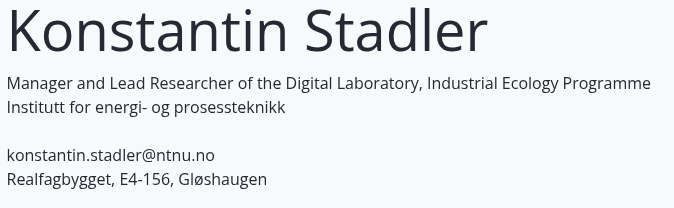 Konstantin Stadler
Manager and Lead Researcher of the Digital Laboratory, Industrial Ecology Programme
Institutt for energi- og prosessteknikk
konstantin.stadler@ntnu.no
Realfagbygget, E4-156, Gløshaugen